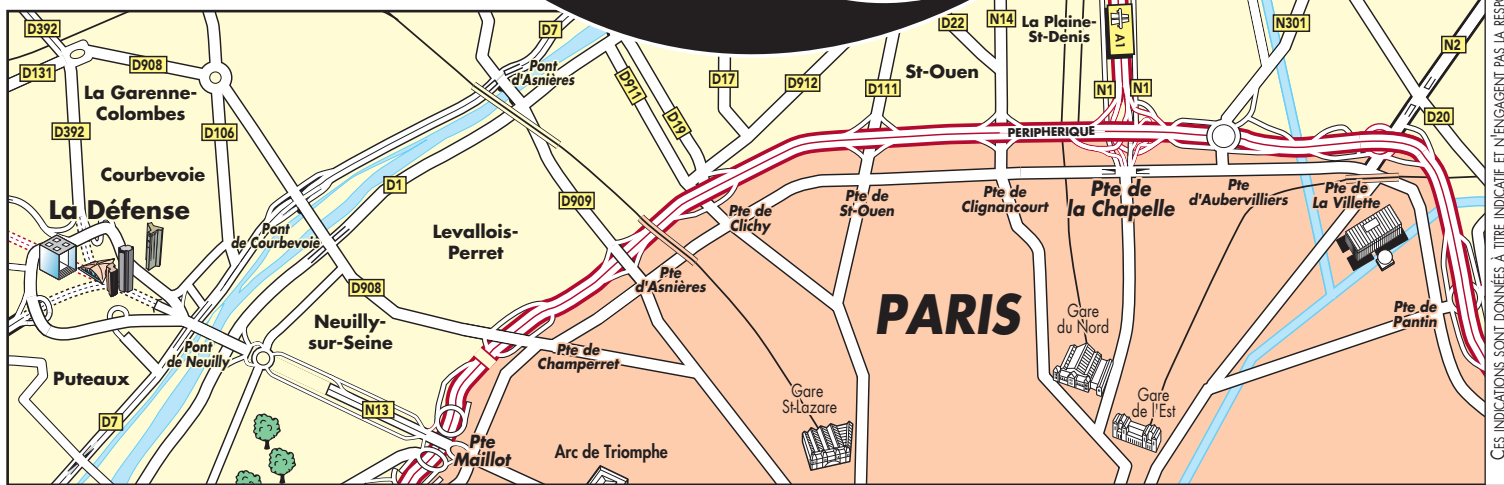 D392
D7
D22
N14
La Plaine-
St-Denis
A1
N301
N2
D131
D908
Pont
d'Asnières
D911
D17
D912
D111
St-Ouen
N1
N1
La Garenne-
Colombes
D392
D106
D19
D20
PERIPHERIQUE
Courbevoie
D1
D909
La Défense
Pont
de Courbevoie
Levallois-
Perret
Pte de
Clichy
Pte de
St-Ouen
Pte de
Clignancourt
Pte de
la Chapelle
Pte
d'Aubervilliers
Pte de
La Villette
Pte
d'Asnières
D908
PARIS
Neuilly-
sur-Seine
Gare
du Nord
Pte de
Pantin
Pont
de Neuilly
Pte de
Champerret
Puteaux
N13
Gare
St-Lazare
Gare
de l'Est
D7
Pte
Maillot
Arc de Triomphe
CES INDICATIONS SONT DONNÉES À TITRE INDICATIF ET N'ENGAGENT PAS LA